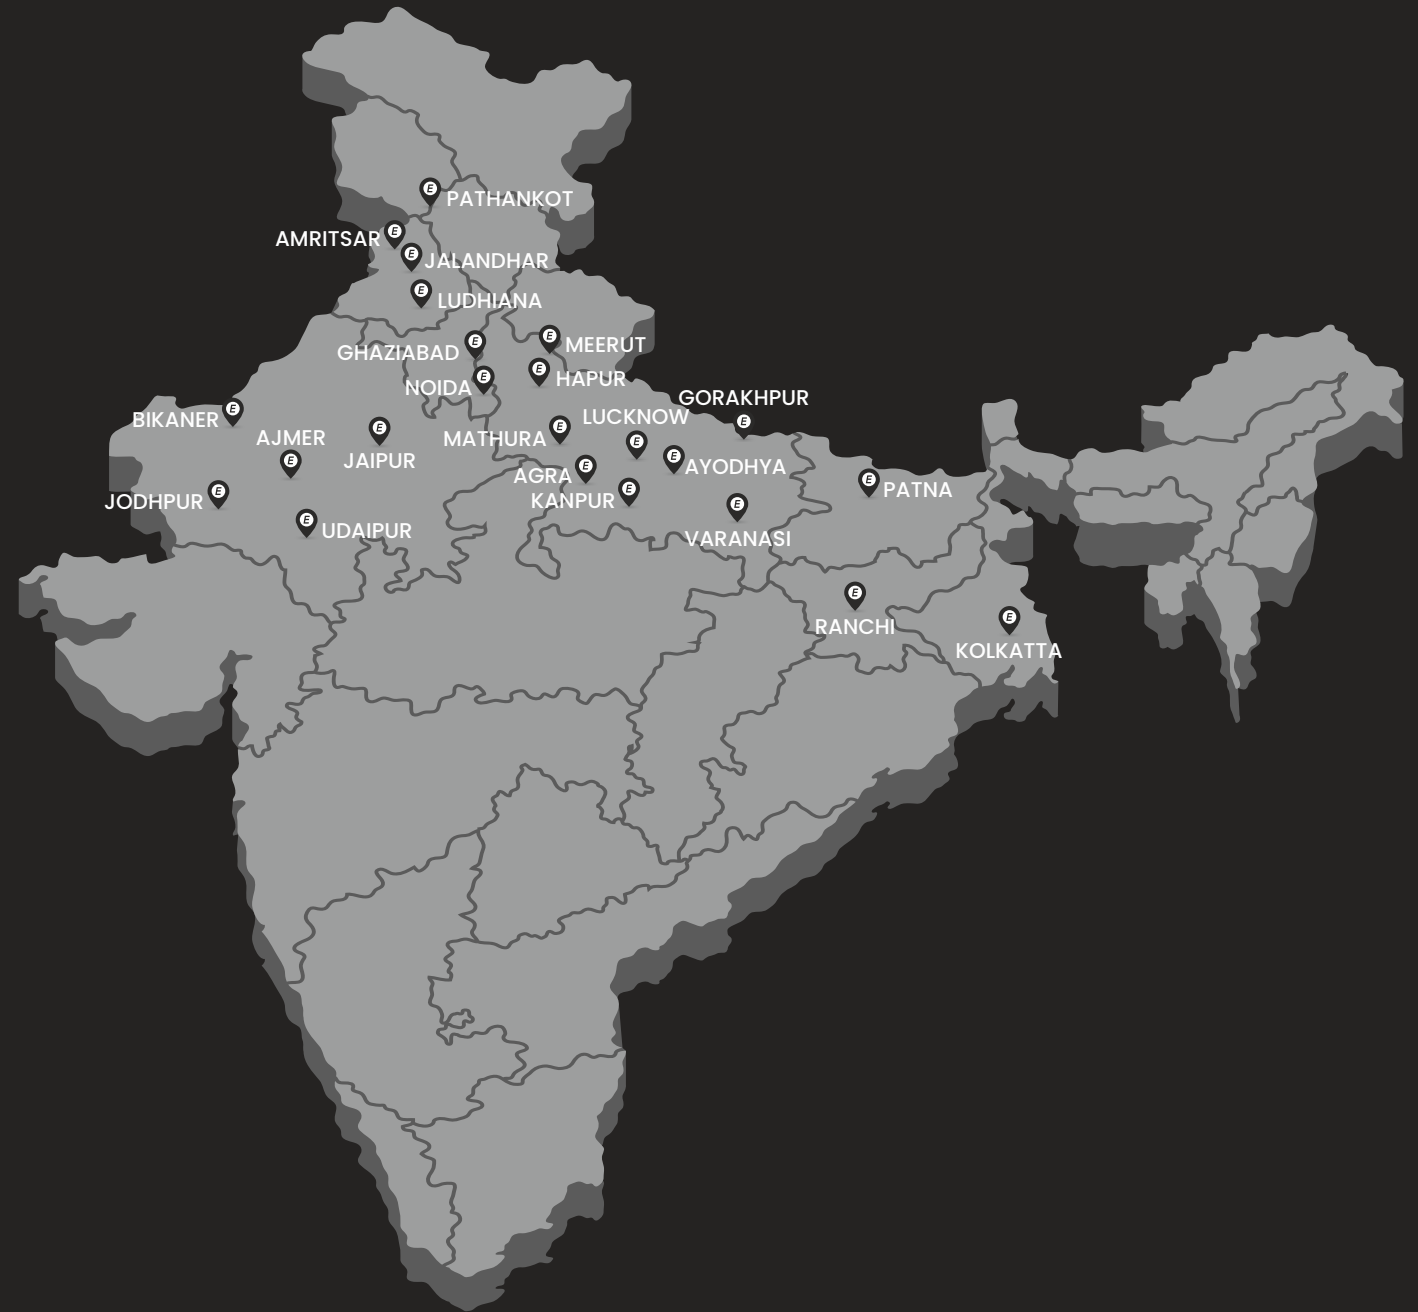 PATHANKOT
AMRITSAR
JALANDHAR
LUDHIANA
GHAZIABAD
MEERUT
NOIDA
HAPUR
GORAKHPUR
BIKANER
LUCKNOW
AJMER
MATHURA
JAIPUR
AYODHYA
AGRA
PATNA
JODHPUR
KANPUR
UDAIPUR
VARANASI
RANCHI
KOLKATTA